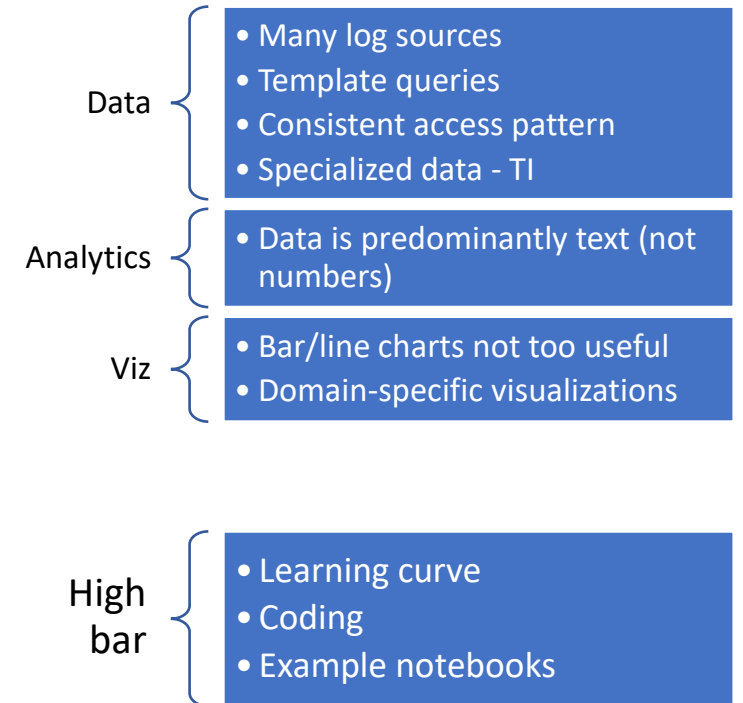 Data
• Many log sources
• Template queries
• Consistent access pattern
• Specialized data - TI
Analytics
• Data is predominantly text (not
numbers)
Viz
• Bar/line charts not too useful
• Domain-specific visualizations
High
bar
• Learning curve
• Coding
• Example notebooks